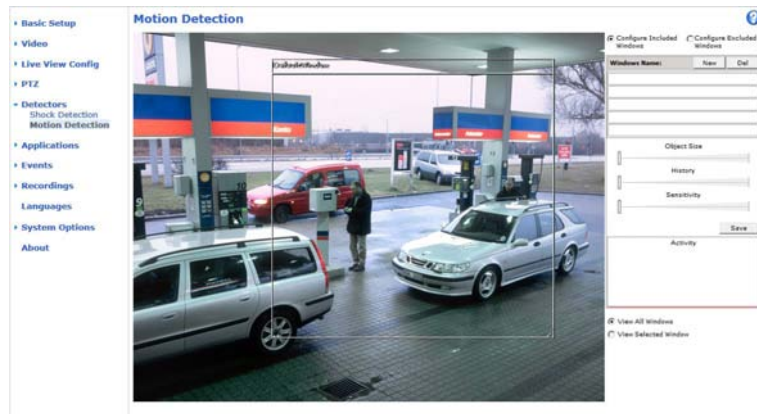 Motion Detection
Basic Setup
Video
Live View Config
PTZ
Detectors
Shock Detection
Motion Detection
Applications
Events
Recordings
Languages
System Options
About
Configure Included Windows
Configure Excluded Windows
Windows Name:
New
Del
Object Size
History
Sensitivity
Save
Activity
View All Windows
View Selected Window